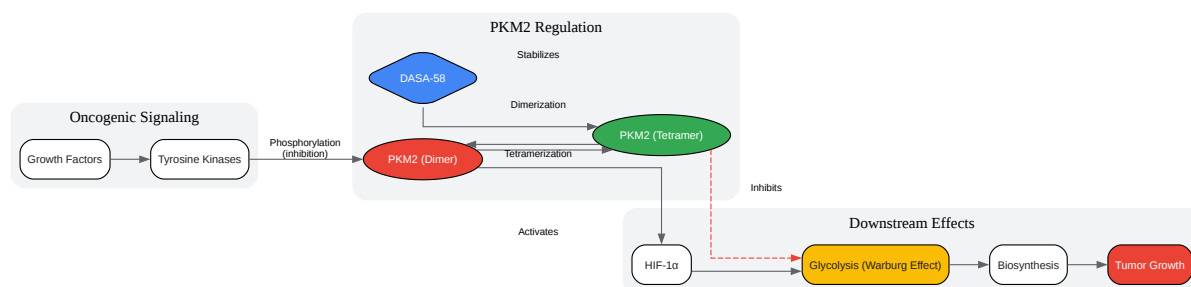 PKM2 Regulation
Stabilizes
DASA-58
Dimerization
Oncogenic Signaling
PKM2 (Tetramer)
Phosphorylation
(inhibition)
Growth Factors
Tyrosine Kinases
PKM2 (Dimer)
Tetramerization
Inhibits
Downstream Effects
Activates
HIF-1α
Glycolysis (Warburg Effect)
Biosynthesis
Tumor Growth